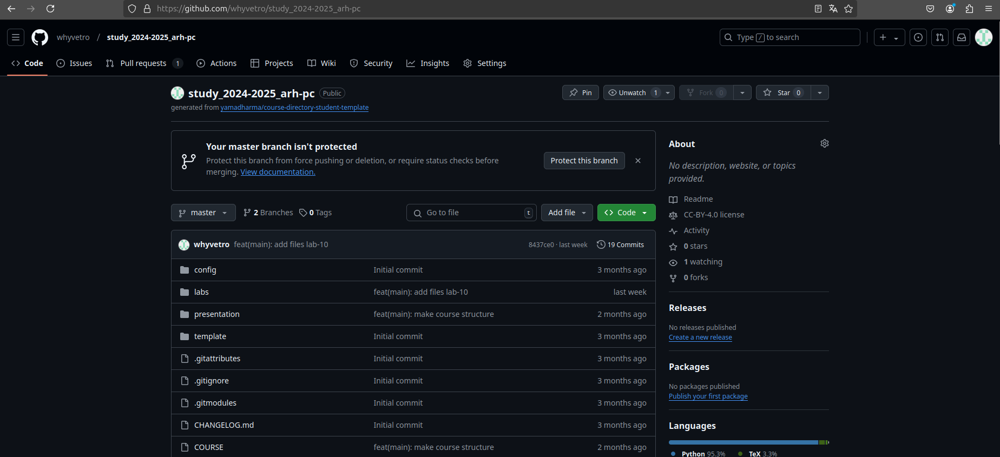 https://github.com/whyvetro/study_2024-2025_arh-pc
whyvetro / study_2024-2025_arh-pc
Type / to search
Code
Issues
Pull requests 1
Actions
Projects
Wiki
Security
Insights
Settings
study_2024-2025_arh-pc Public
Pin
Unwatch 1
Fork 0
Star 0
generated from yamadharma/course-directory-student-template
Your master branch isn't protected
Protect this branch from force pushing or deletion, or require status checks before
merging. View documentation.
Protect this branch
master
2 Branches
0 Tags
Go to file t
Add file
Code
whyvetro feat(main): add files lab-10 8437ce0 · last week 19 Commits
config Initial commit 3 months ago
labs feat(main): add files lab-10 last week
presentation feat(main): make course structure 2 months ago
template Initial commit 3 months ago
.gitattributes Initial commit 3 months ago
.gitignore Initial commit 3 months ago
.gitmodules Initial commit 3 months ago
CHANGELOG.md Initial commit 3 months ago
COURSE feat(main): make course structure 2 months ago
About
No description, website, or topics
provided.
Readme
CC-BY-4.0 license
Activity
0 stars
1 watching
0 forks
Releases
No releases published
Create a new release
Packages
No packages published
Publish your first package
Languages
Python 95.3% TeX 3.3%